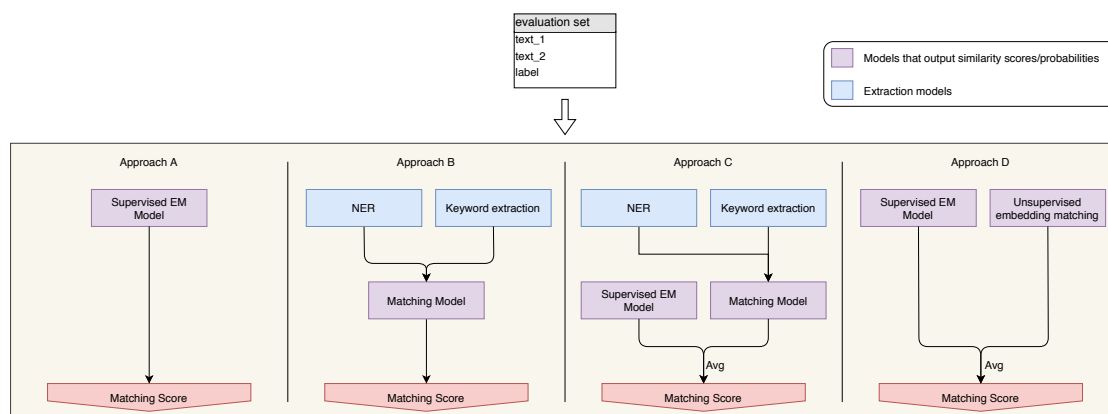 evaluation set
text_1
text_2
label
Models that output similarity scores/probabilities
Extraction models
Approach A
Supervised EM
Model
Matching Score
Approach B
NER
Keyword extraction
Matching Model
Matching Score
Approach C
NER
Keyword extraction
Supervised EM
Model
Matching Model
Avg
Matching Score
Approach D
Supervised EM
Model
Unsupervised
embedding matching
Avg
Matching Score